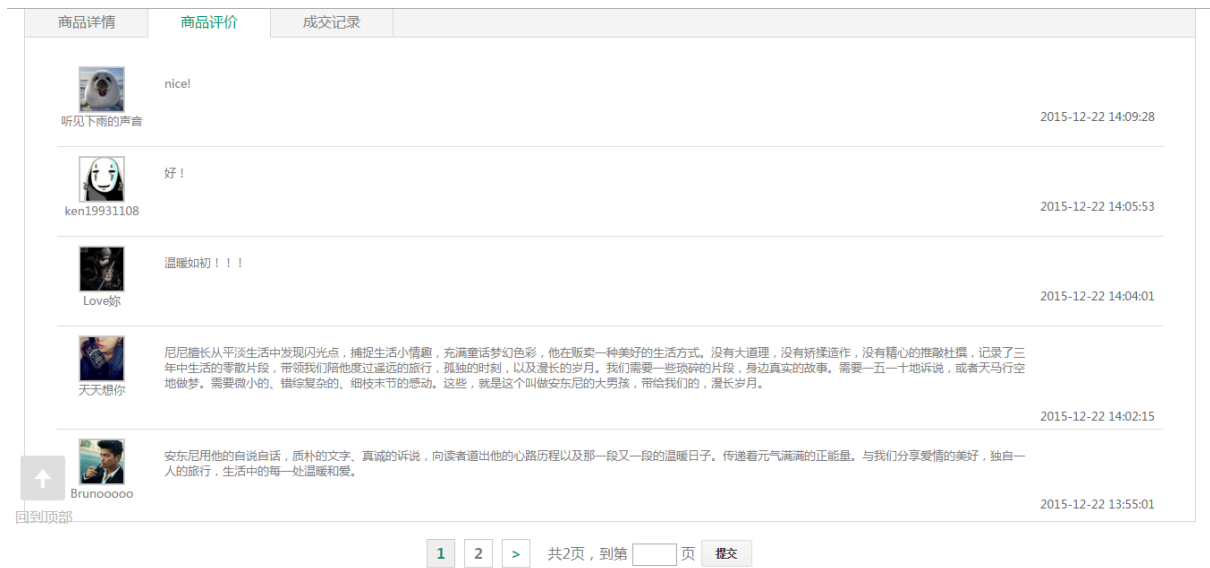 商品详情 商品评价 成交记录
nice!
听见下雨的声音
2015-12-22 14:09:28
好！
ken19931108
2015-12-22 14:05:53
温暖如初！！！
Love妳
2015-12-22 14:04:01
尼尼擅长从平淡生活中发现闪光点，捕捉生活小情趣，充满童话梦幻色彩，他在贩卖一种美好的生活方式。没有大道理，没有矫揉造作，没有精心的推敲杜撰，记录了三
年中生活的零散片段，带领我们陪他度过遥远的旅行，孤独的时刻，以及漫长的岁月。我们需要一些琐碎的片段，身边真实的故事。需要一五一十地诉说，或者天马行空
地做梦。需要微小的、错综复杂的、细枝末节的感动。这些，就是这个叫做安东尼的大男孩，带给我们的，漫长岁月。
天天想你
2015-12-22 14:02:15
安东尼用他的自说自话，质朴的文字、真诚的诉说，向读者道出他的心路历程以及那一段又一段的温暖日子。传递着元气满满的正能量。与我们分享爱情的美好，独自一
人的旅行，生活中的每一处温暖和爱。
Brunooooo
2015-12-22 13:55:01
回到顶部
1 2 > 共2页，到第 页 提交